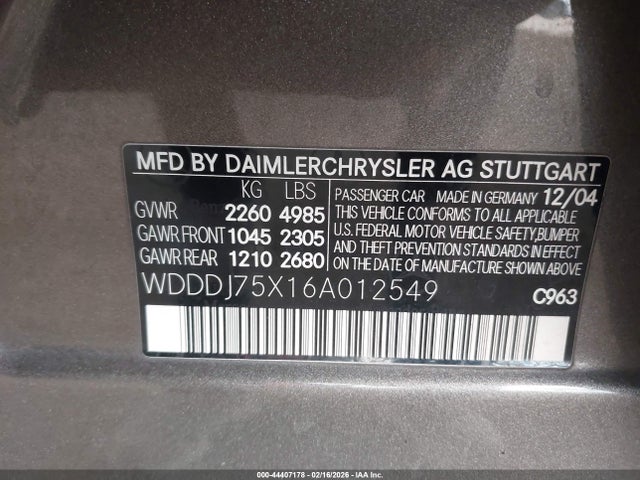 MFD BY DAIMLERCHRYSLER AG STUTTGART
KG LBS
GVWR 2260 4985
GAWR FRONT 1045 2305
GAWR REAR 1210 2680
PASSENGER CAR MADE IN GERMANY 12/04
THIS VEHICLE CONFORMS TO ALL APPLICABLE
U.S. FEDERAL MOTOR VEHICLE SAFETY,BUMPER
AND THEFT PREVENTION STANDARDS IN EFFECT
ON THE DATE OF MANUFACTURE SHOWN ABOVE.
WDDDJ75X16A012549
C963
000-44407178 - 02/16/2026 - IAAI Inc.